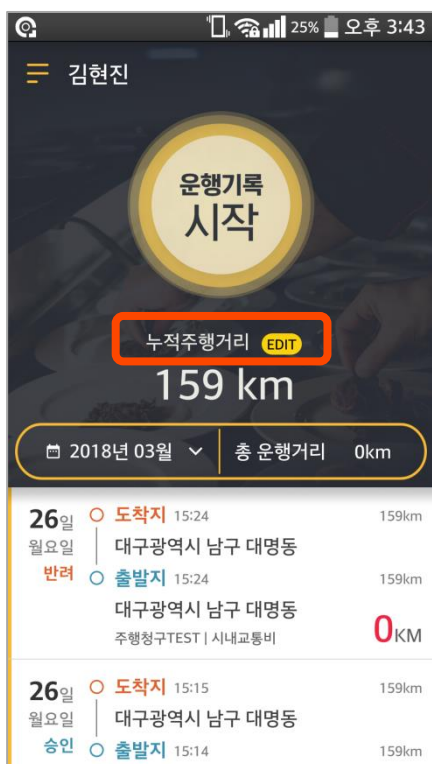 25% 오후 3:43
김현진
운행기록
시작
누적주행거리 EDIT
159 km
2018년 03월 총 운행거리 0km
26일 도착지 15:24 159km
월요일 대구광역시 남구 대명동
반려 출발지 15:24 159km
대구광역시 남구 대명동
주행청구TEST | 시내교통비 0KM
26일 도착지 15:15 159km
월요일 대구광역시 남구 대명동
승인 출발지 15:14 159km